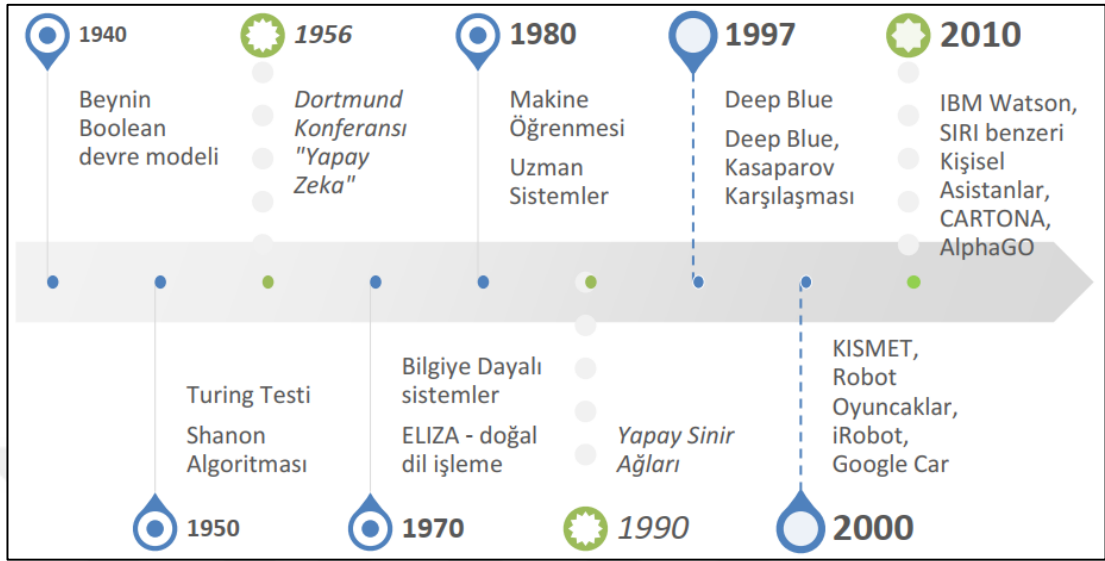 1940
Beynin
Boolean
devre modeli
1956
Dortmund
Konferansı
"Yapay
Zeka"
1980
Makine
Öğrenmesi
Uzman
Sistemler
1997
Deep Blue
Deep Blue,
Kasaparov
Karşılaşması
2010
IBM Watson,
SIRI benzeri
Kişisel
Asistanlar,
CARTONA,
AlphaGO
Turing Testi
Shanon
Algoritması
1950
Bilgiye Dayalı
sistemler
ELIZA - doğal
dil işleme
1970
Yapay Sinir
Ağları
1990
KISMET,
Robot
Oyuncaklar,
iRobot,
Google Car
2000